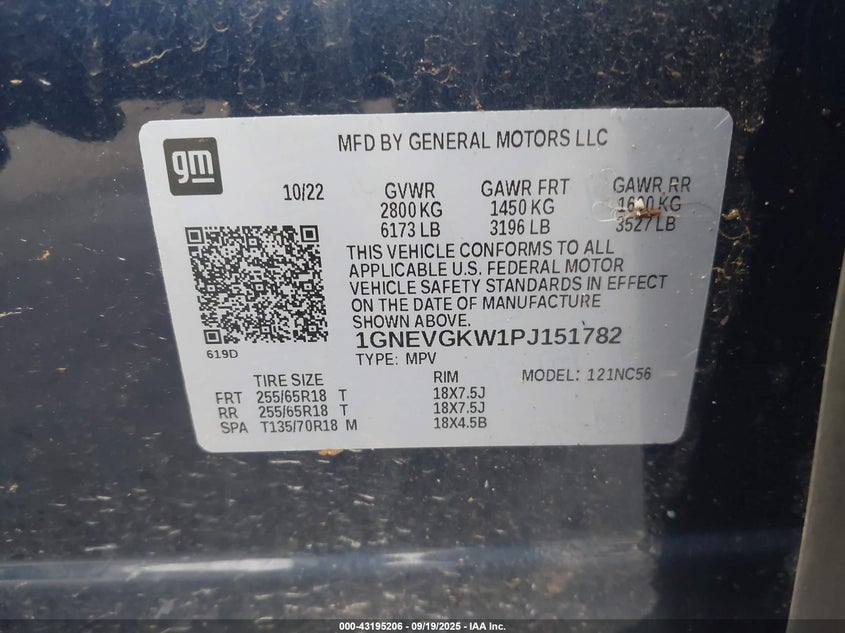 gm
MFD BY GENERAL MOTORS LLC
10/22 GVWR GAWR FRT GAWR RR
2800 KG 1450 KG KG
6173 LB 3196 LB 3527 LB
THIS VEHICLE CONFORMS TO ALL
APPLICABLE U.S. FEDERAL MOTOR
VEHICLE SAFETY STANDARDS IN EFFECT
ON THE DATE OF MANUFACTURE
SHOWN ABOVE.
1GNEVGKW1PJ151782
619D
TYPE: MPV
TIRE SIZE RIM MODEL: 121NC56
FRT 255/65R18 T 18X7.5J
RR 255/65R18 T 18X7.5J
SPA T135/70R18 M 18X4.5B
000-43195206 - 09/19/2025 - IAA Inc.